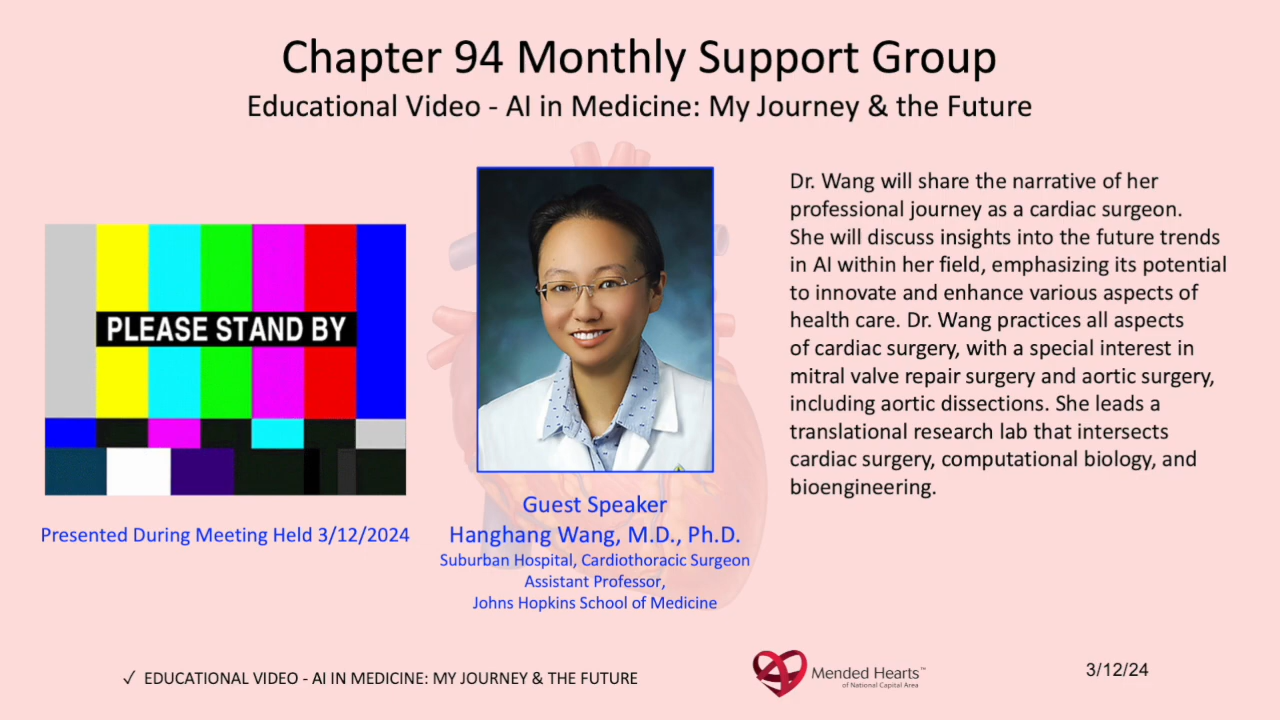 Chapter 94 Monthly Support Group
Educational Video - AI in Medicine: My Journey & the Future
PLEASE STAND BY
Presented During Meeting Held 3/12/2024
Guest Speaker
Hanghang Wang, M.D., Ph.D.
Suburban Hospital, Cardiothoracic Surgeon
Assistant Professor,
Johns Hopkins School of Medicine
Dr. Wang will share the narrative of her
professional journey as a cardiac surgeon.
She will discuss insights into the future trends
in AI within her field, emphasizing its potential
to innovate and enhance various aspects of
health care. Dr. Wang practices all aspects
of cardiac surgery, with a special interest in
mitral valve repair surgery and aortic surgery,
including aortic dissections. She leads a
translational research lab that intersects
cardiac surgery, computational biology, and
bioengineering.
✓ EDUCATIONAL VIDEO - AI IN MEDICINE: MY JOURNEY & THE FUTURE
Mended Hearts™
of National Capital Area
3/12/24